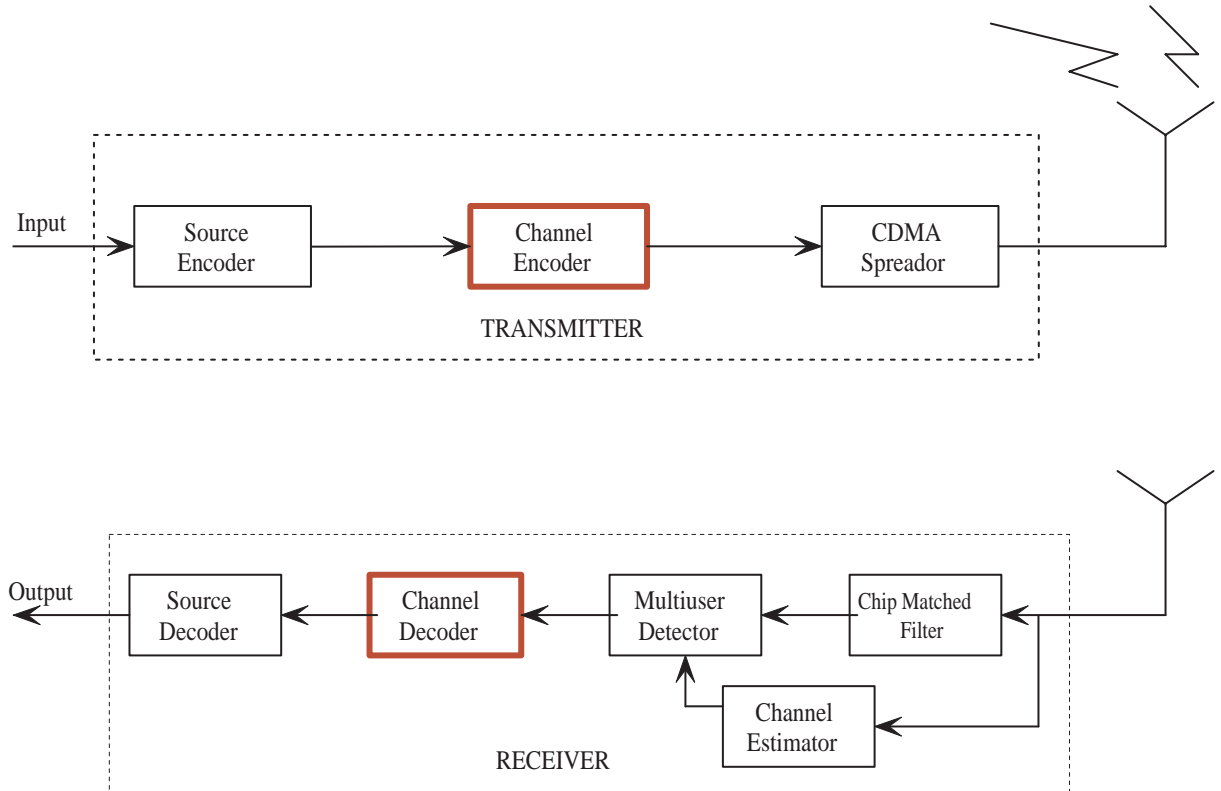 Input
Source
Encoder
Channel
Encoder
CDMA
Spreador
TRANSMITTER
Output
Source
Decoder
Channel
Decoder
Multiuser
Detector
Chip Matched
Filter
Channel
Estimator
RECEIVER